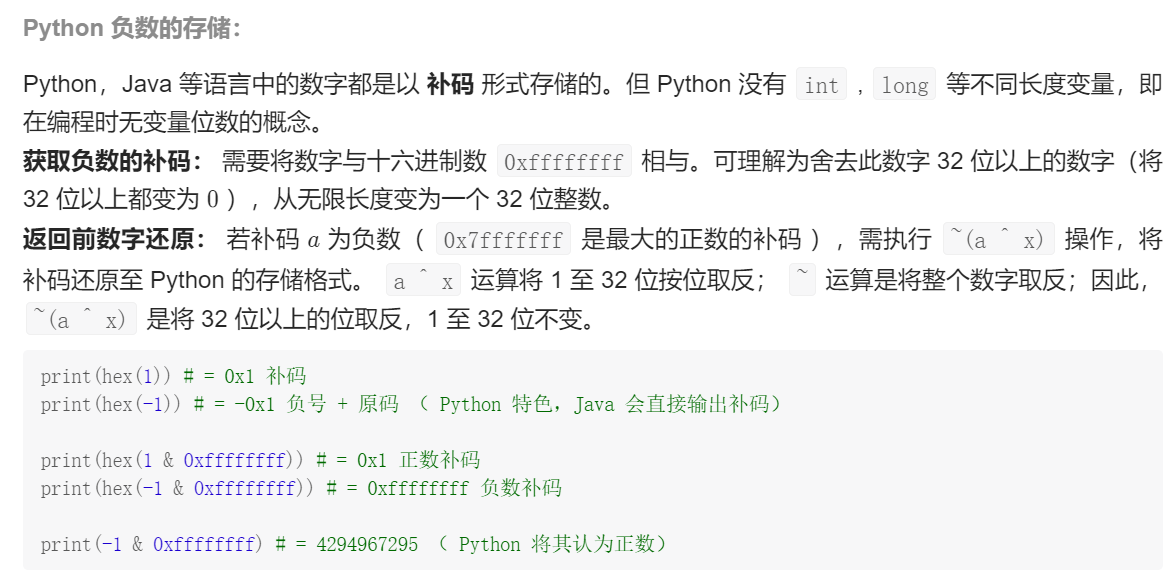 Python 负数的存储：
Python，Java 等语言中的数字都是以 补码 形式存储的。但 Python 没有 int , long 等不同长度变量，即
在编程时无变量位数的概念。
获取负数的补码： 需要将数字与十六进制数 0xffffffff 相与。可理解为舍去此数字 32 位以上的数字（将
32 位以上都变为 0 ），从无限长度变为一个 32 位整数。
返回前数字还原： 若补码 a 为负数（ 0x7fffffff 是最大的正数的补码 ），需执行 ~(a ^ x) 操作，将
补码还原至 Python 的存储格式。 a ^ x 运算将 1 至 32 位按位取反； ~ 运算是将整个数字取反；因此，
~(a ^ x) 是将 32 位以上的位取反，1 至 32 位不变。
print(hex(1)) # = 0x1 补码
print(hex(-1)) # = -0x1 负号 + 原码 （ Python 特色，Java 会直接输出补码）
print(hex(1 & 0xffffffff)) # = 0x1 正数补码
print(hex(-1 & 0xffffffff)) # = 0xffffffff 负数补码
print(-1 & 0xffffffff) # = 4294967295 （ Python 将其认为正数）